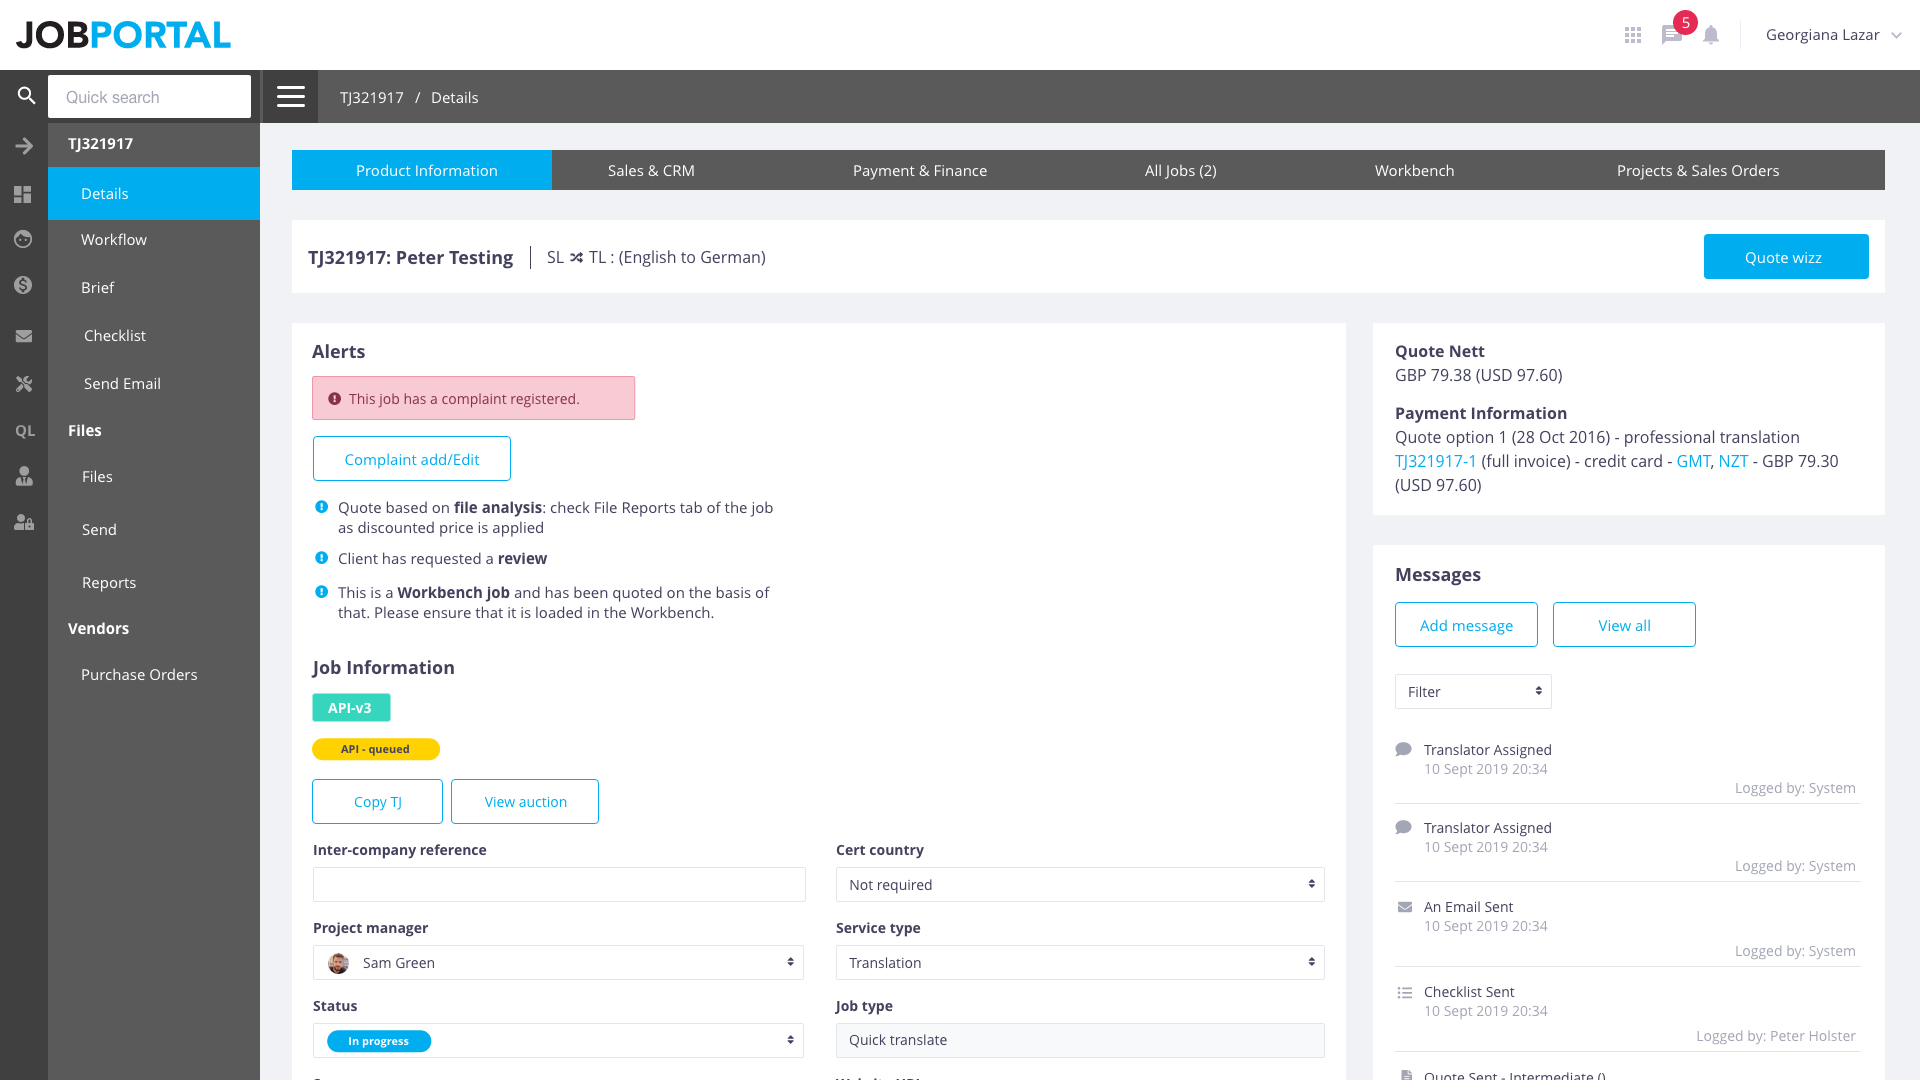 JOBPORTAL
5
Georgiana Lazar
Quick search
TJ321917 / Details
TJ321917
Details
Workflow
Brief
Checklist
Send Email
QL
Files
Files
Send
Reports
Vendors
Purchase Orders
Product Information
Sales & CRM
Payment & Finance
All Jobs (2)
Workbench
Projects & Sales Orders
TJ321917: Peter Testing
SL TL : (English to German)
Quote wizz
Alerts
This job has a complaint registered.
Complaint add/Edit
Quote based on file analysis: check File Reports tab of the job
as discounted price is applied
Client has requested a review
This is a Workbench job and has been quoted on the basis of
that. Please ensure that it is loaded in the Workbench.
Job Information
API-v3
API - queued
Copy TJ
View auction
Inter-company reference
Cert country
Not required
Project manager
Service type
Sam Green
Translation
Status
Job type
In progress
Quick translate
Quote Nett
GBP 79.38 (USD 97.60)
Payment Information
Quote option 1 (28 Oct 2016) - professional translation
TJ321917-1 (full invoice) - credit card - GMT, NZT - GBP 79.30
(USD 97.60)
Messages
Add message
View all
Filter
Translator Assigned
10 Sept 2019 20:34
Logged by: System
Translator Assigned
10 Sept 2019 20:34
Logged by: System
An Email Sent
10 Sept 2019 20:34
Logged by: System
Checklist Sent
10 Sept 2019 20:34
Logged by: Peter Holster
Quote Sent - Intermediate ()